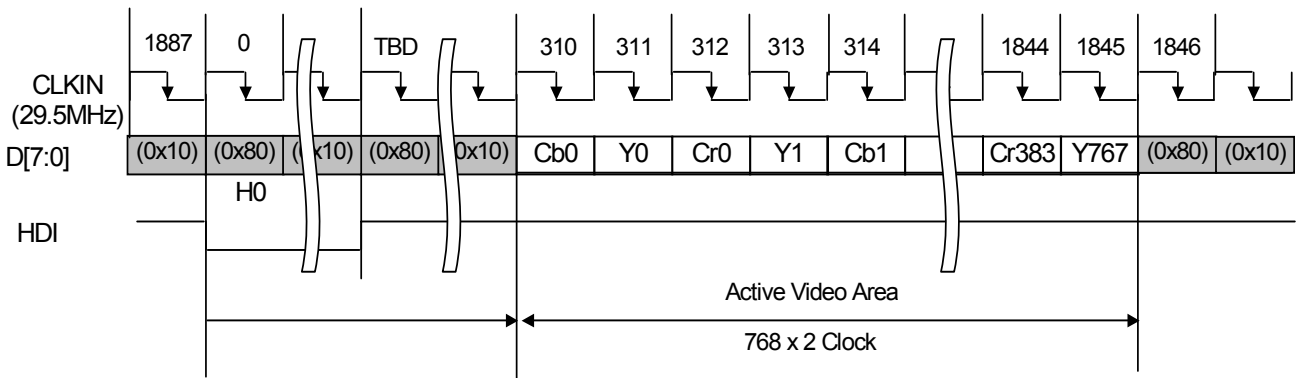 1887 0 TBD 310 311 312 313 314 1844 1845 1846
CLKIN
(29.5MHz)
D[7:0] (0x10) (0x80) (0x10) (0x80) (0x10) Cb0 Y0 Cr0 Y1 Cb1 Cr383 Y767 (0x80) (0x10)
H0
HDI
Active Video Area
768 x 2 Clock